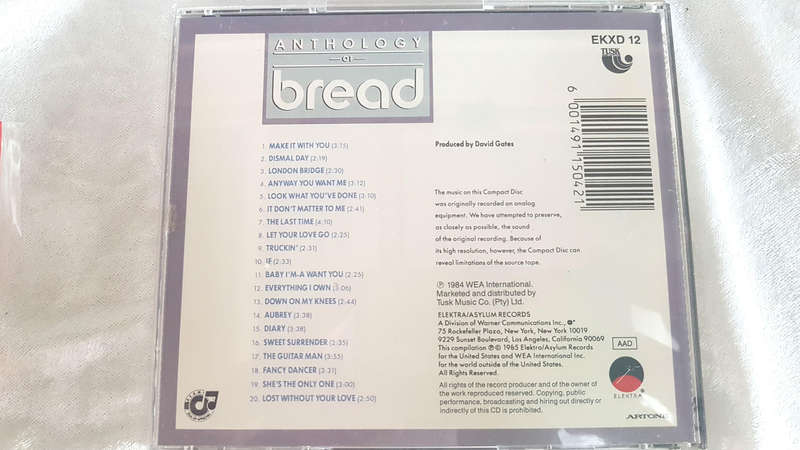 ANTHOLOGY
OF
bread
EKXD 12
TUSK
6 001491 150421
1. MAKE IT WITH YOU (3:15)
2. DISMAL DAY (2:19)
3. LONDON BRIDGE (2:30)
4. ANYWAY YOU WANT ME (3:12)
5. LOOK WHAT YOU'VE DONE (3:10)
6. IT DON'T MATTER TO ME (2:41)
7. THE LAST TIME (4:10)
8. LET YOUR LOVE GO (2:25)
9. TRUCKIN' (2:31)
10. IF (2:33)
11. BABY I'M-A WANT YOU (2:25)
12. EVERYTHING I OWN (3:06)
13. DOWN ON MY KNEES (2:44)
14. AUBREY (3:38)
15. DIARY (3:38)
16. SWEET SURRENDER (2:35)
17. THE GUITAR MAN (3:55)
18. FANCY DANCER (3:31)
19. SHE'S THE ONLY ONE (3:00)
20. LOST WITHOUT YOUR LOVE (2:50)
Produced by David Gates
The music on this Compact Disc
was originally recorded on analog
equipment. We have attempted to preserve,
as closely as possible, the sound
of the original recording. Because of
its high resolution, however, the Compact Disc can
reveal limitations of the source tape.
℗ 1984 WEA International.
Marketed and distributed by
Tusk Music Co. (Pty) Ltd.
ELEKTRA/ASYLUM RECORDS
A Division of Warner Communications Inc.,
75 Rockefeller Plaza, New York, New York 10019
9229 Sunset Boulevard, Los Angeles, California 90069
This compilation ℗© 1985 Elektra/Asylum Records
for the United States and WEA International Inc.
for the world outside of the United States.
All Rights Reserved.
All rights of the record producer and of the owner of
the work reproduced reserved. Copying, public
performance, broadcasting and hiring out directly or
indirectly of this CD is prohibited.
AAD
ELEKTRA
ARTONE